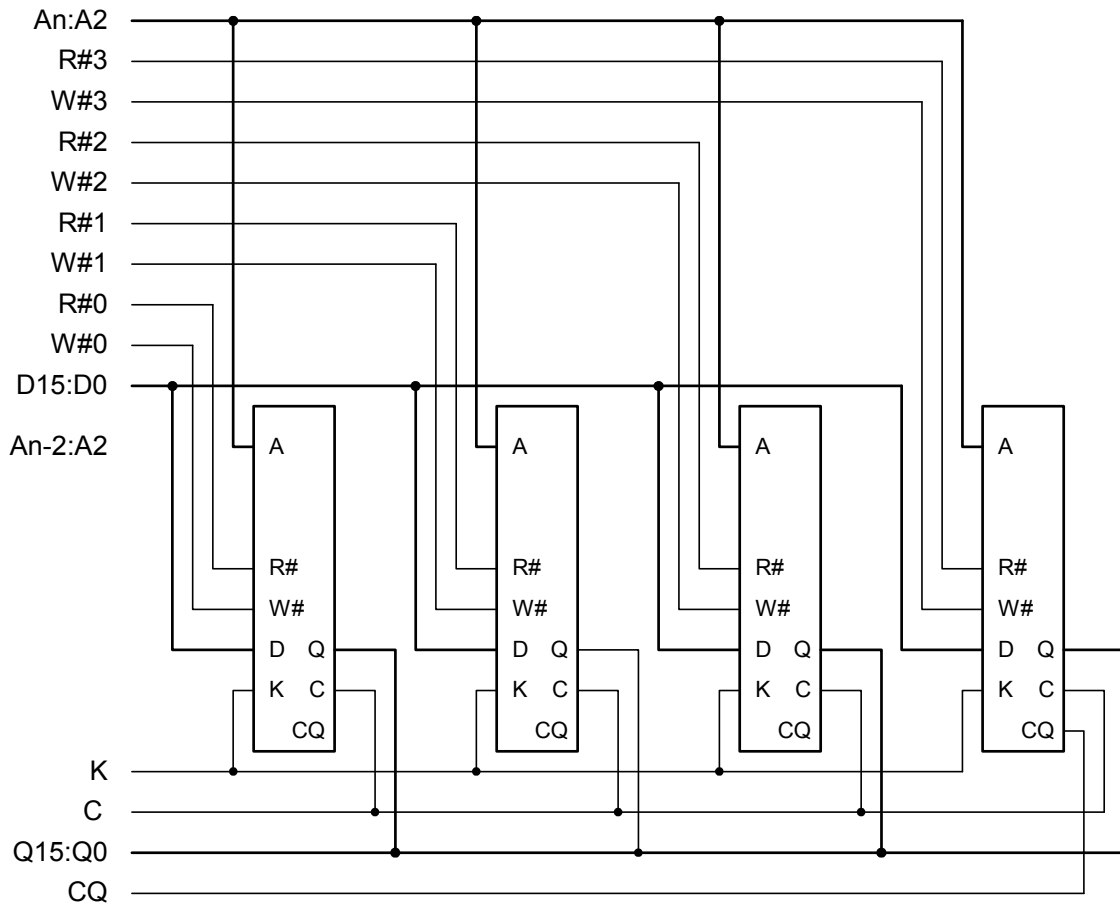 An:A2
R#3
W#3
R#2
W#2
R#1
W#1
R#0
W#0
D15:D0
An-2:A2
A A A A
R# R# R# R#
W# W# W# W#
D Q D Q D Q D Q
K C K C K C K C
CQ CQ CQ CQ
K
C
Q15:Q0
CQ